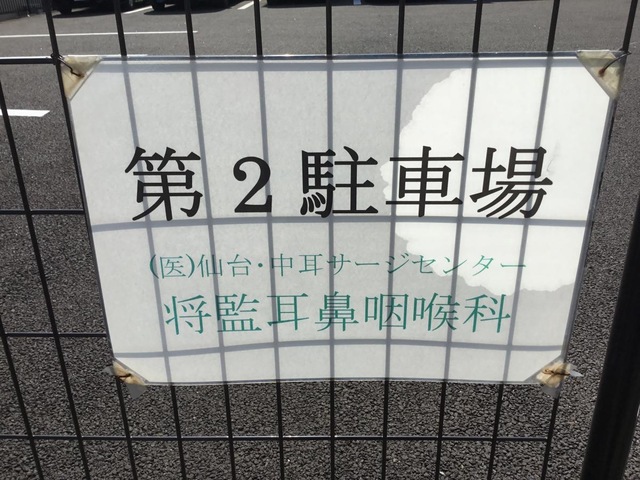 第2駐車場
(医)仙台・中耳サージセンター
将監耳鼻咽喉科